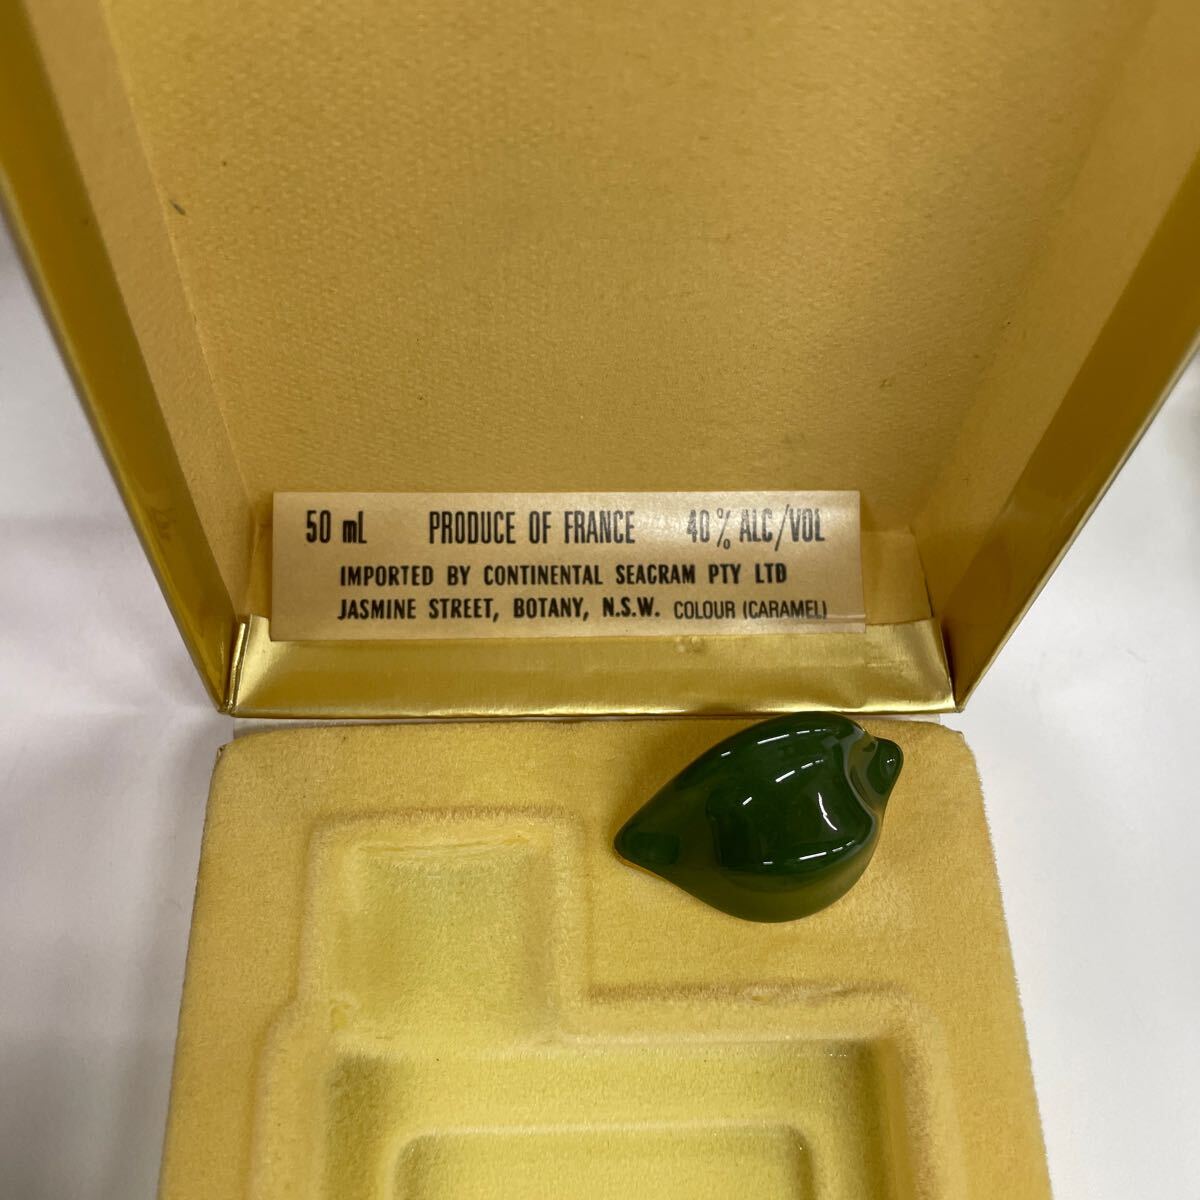 50 ml PRODUCE OF FRANCE 40% ALC/VOL
IMPORTED BY CONTINENTAL SEAGRAM PTY LTD
JASMINE STREET, BOTANY, N.S.W. COLOUR (CARAMEL)